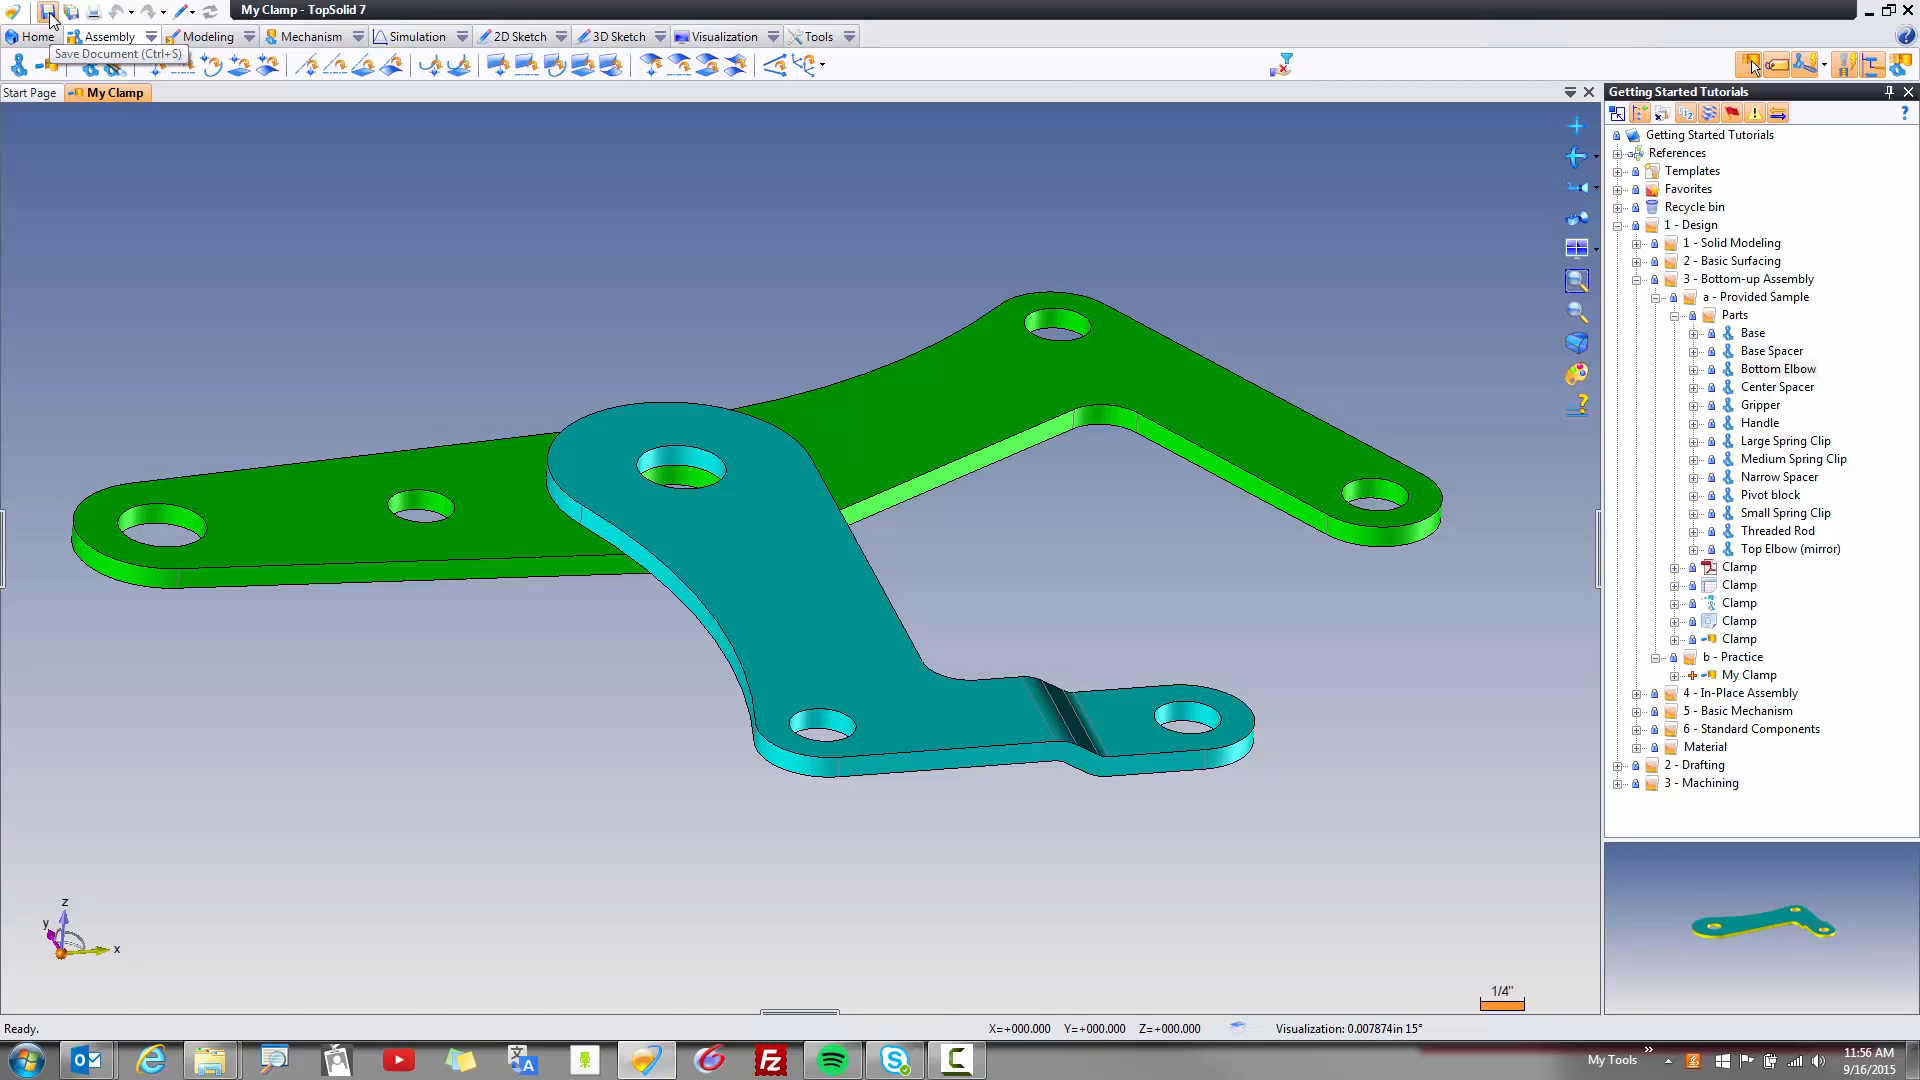 My Clamp - TopSolid 7
Home Assembly Modeling Mechanism Simulation 2D Sketch 3D Sketch Visualization Tools
Save Document (Ctrl+S)
Start Page My Clamp
Getting Started Tutorials
Getting Started Tutorials
References
Templates
Favorites
Recycle bin
1 - Design
1 - Solid Modeling
2 - Basic Surfacing
3 - Bottom-up Assembly
a - Provided Sample
Parts
Base
Base Spacer
Bottom Elbow
Center Spacer
Gripper
Handle
Large Spring Clip
Medium Spring Clip
Narrow Spacer
Pivot block
Small Spring Clip
Threaded Rod
Top Elbow (mirror)
Clamp
Clamp
Clamp
Clamp
Clamp
b - Practice
My Clamp
4 - In-Place Assembly
5 - Basic Mechanism
6 - Standard Components
Material
2 - Drafting
3 - Machining
z
y
x
1/4"
Ready.
X=+000.000 Y=+000.000 Z=+000.000
Visualization: 0.007874in 15°
My Tools
11:56 AM
9/16/2015